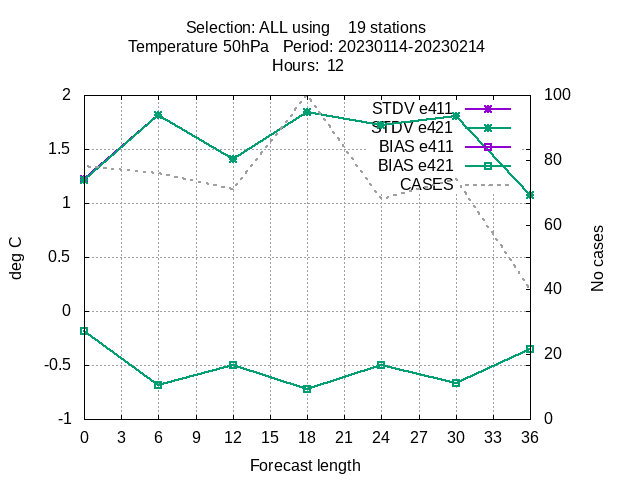 Selection: ALL using 19 stations
Temperature 50hPa Period: 20230114-20230214
Hours: 12
2
1.5
1
0.5
0
-0.5
-1
deg C
100
80
60
40
20
0
No cases
STDV e411
STDV e421
BIAS e411
BIAS e421
CASES
0 3 6 9 12 15 18 21 24 27 30 33 36
Forecast length